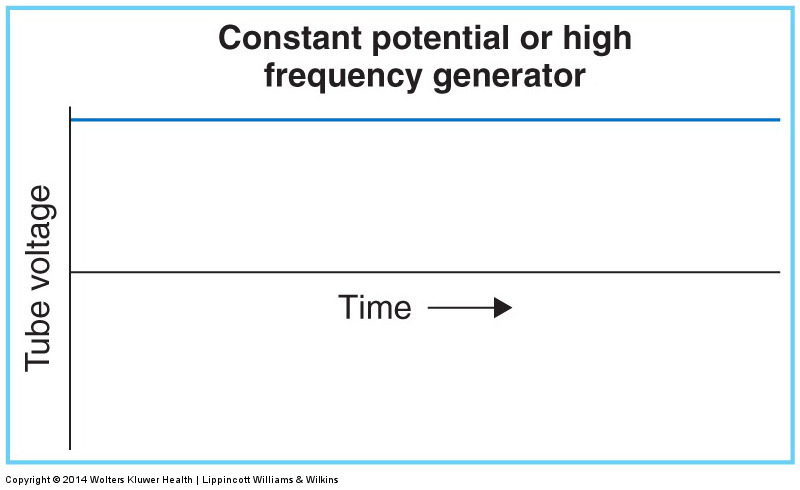 Constant potential or high
frequency generator
Tube voltage
Time
Copyright © 2014 Wolters Kluwer Health | Lippincott Williams & Wilkins